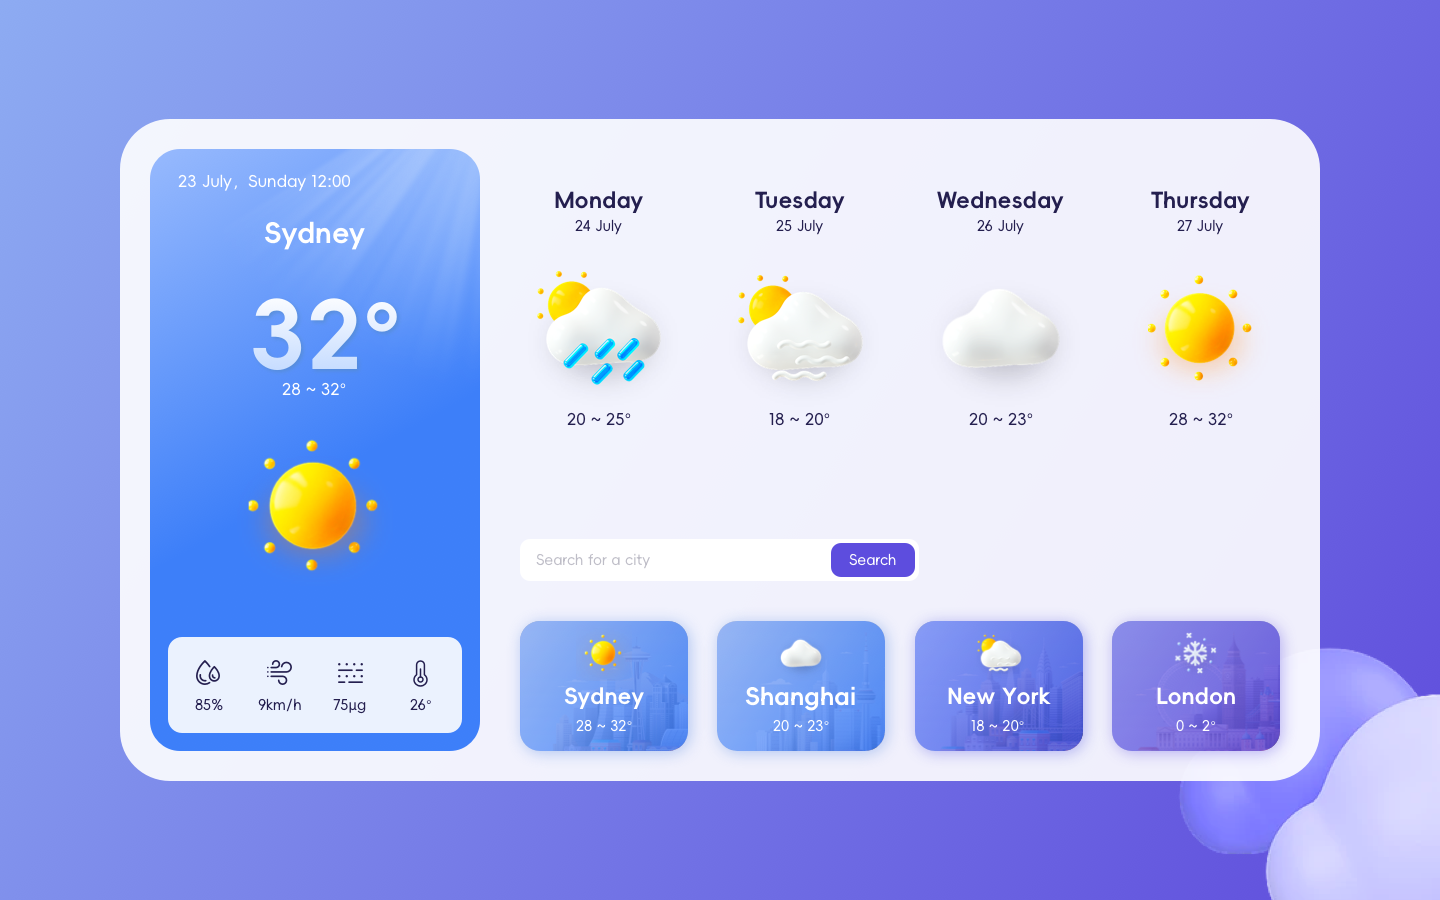 23 July, Sunday 12:00
Sydney
32°
28 ~ 32°
85%
9km/h
75µg
26°
Monday
24 July
20 ~ 25°
Tuesday
25 July
18 ~ 20°
Wednesday
26 July
20 ~ 23°
Thursday
27 July
28 ~ 32°
Search for a city
Search
Sydney
28 ~ 32°
Shanghai
20 ~ 23°
New York
18 ~ 20°
London
0 ~ 2°